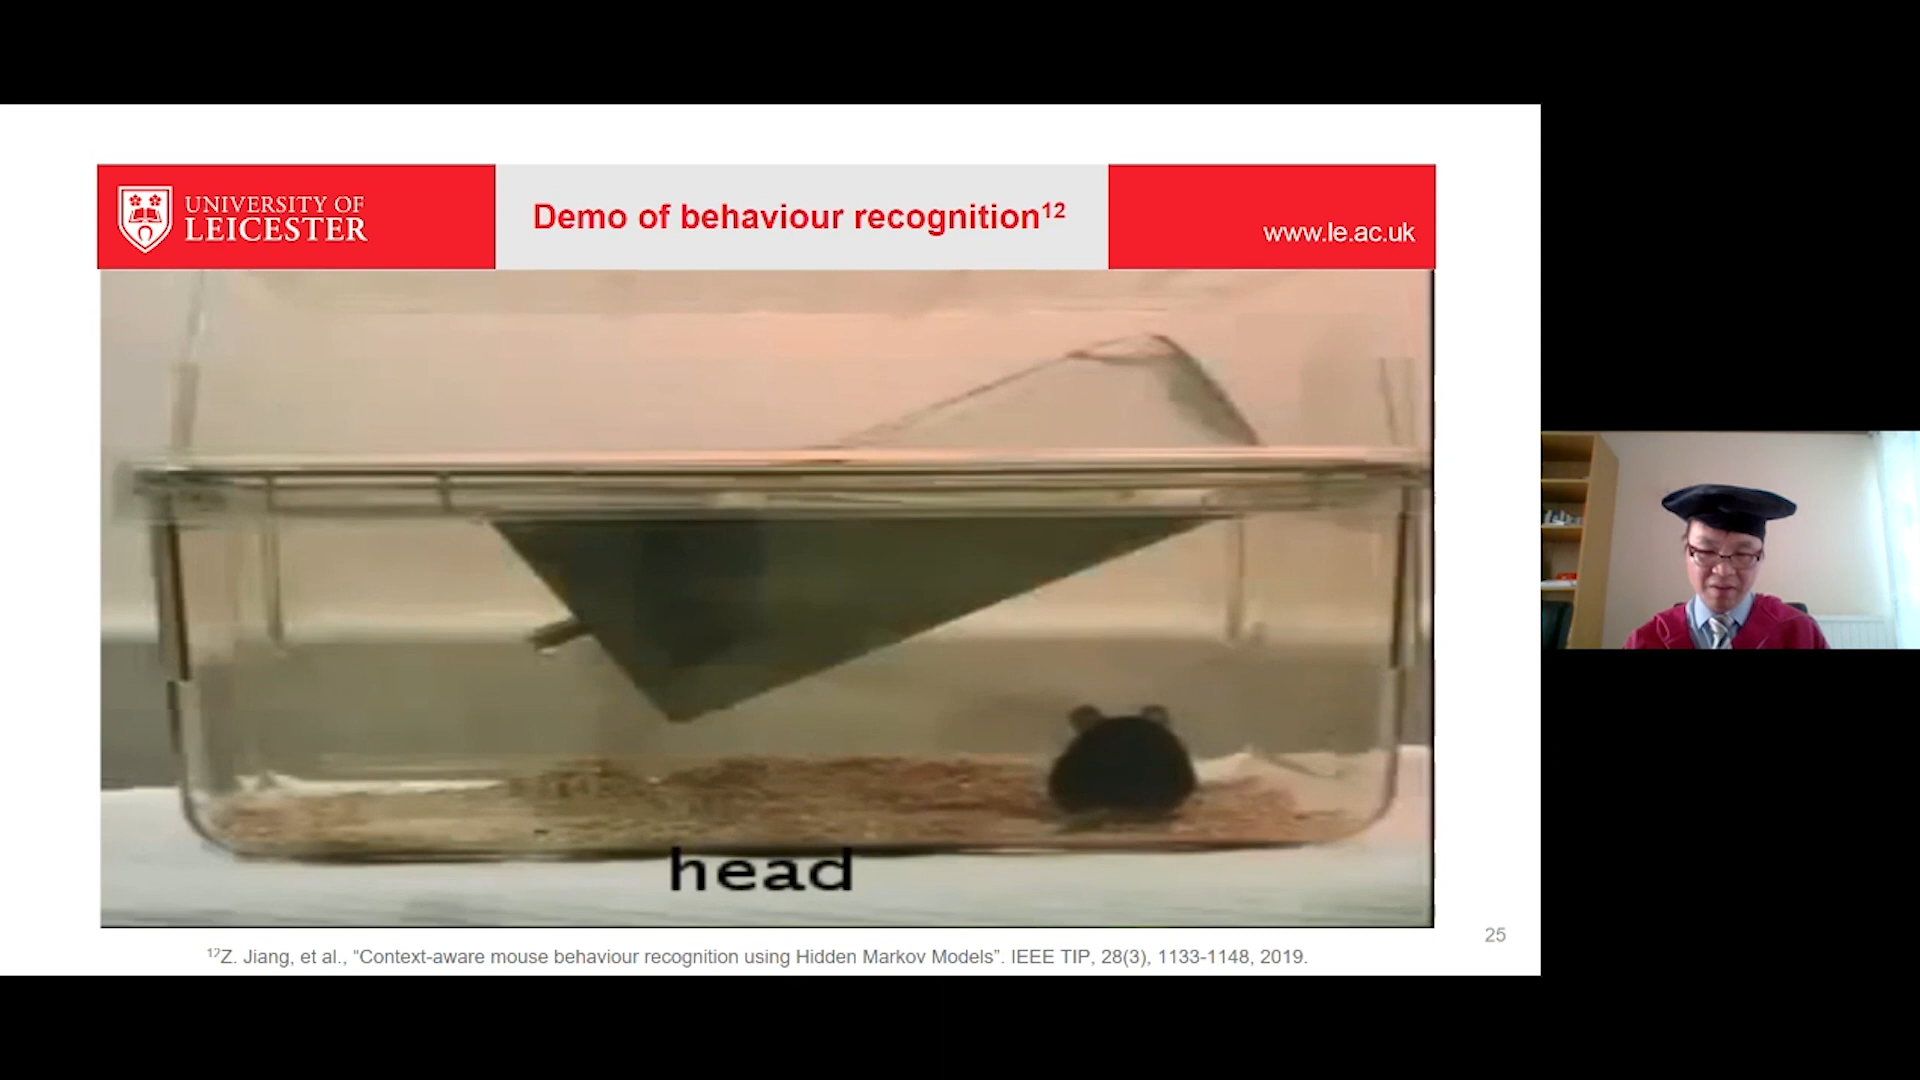 UNIVERSITY OF
LEICESTER
Demo of behaviour recognition¹²
www.le.ac.uk
head
25
¹²Z. Jiang, et al., “Context-aware mouse behaviour recognition using Hidden Markov Models”. IEEE TIP, 28(3), 1133-1148, 2019.